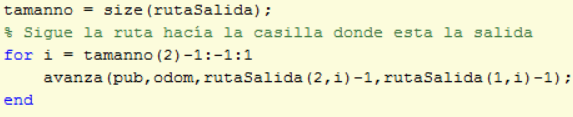 tamanno = size(rutaSalida);
% Sigue la ruta hacía la casilla donde esta la salida
for i = tamanno(2)-1:-1:1
avanza(pub,odom,rutaSalida(2,i)-1,rutaSalida(1,i)-1);
end